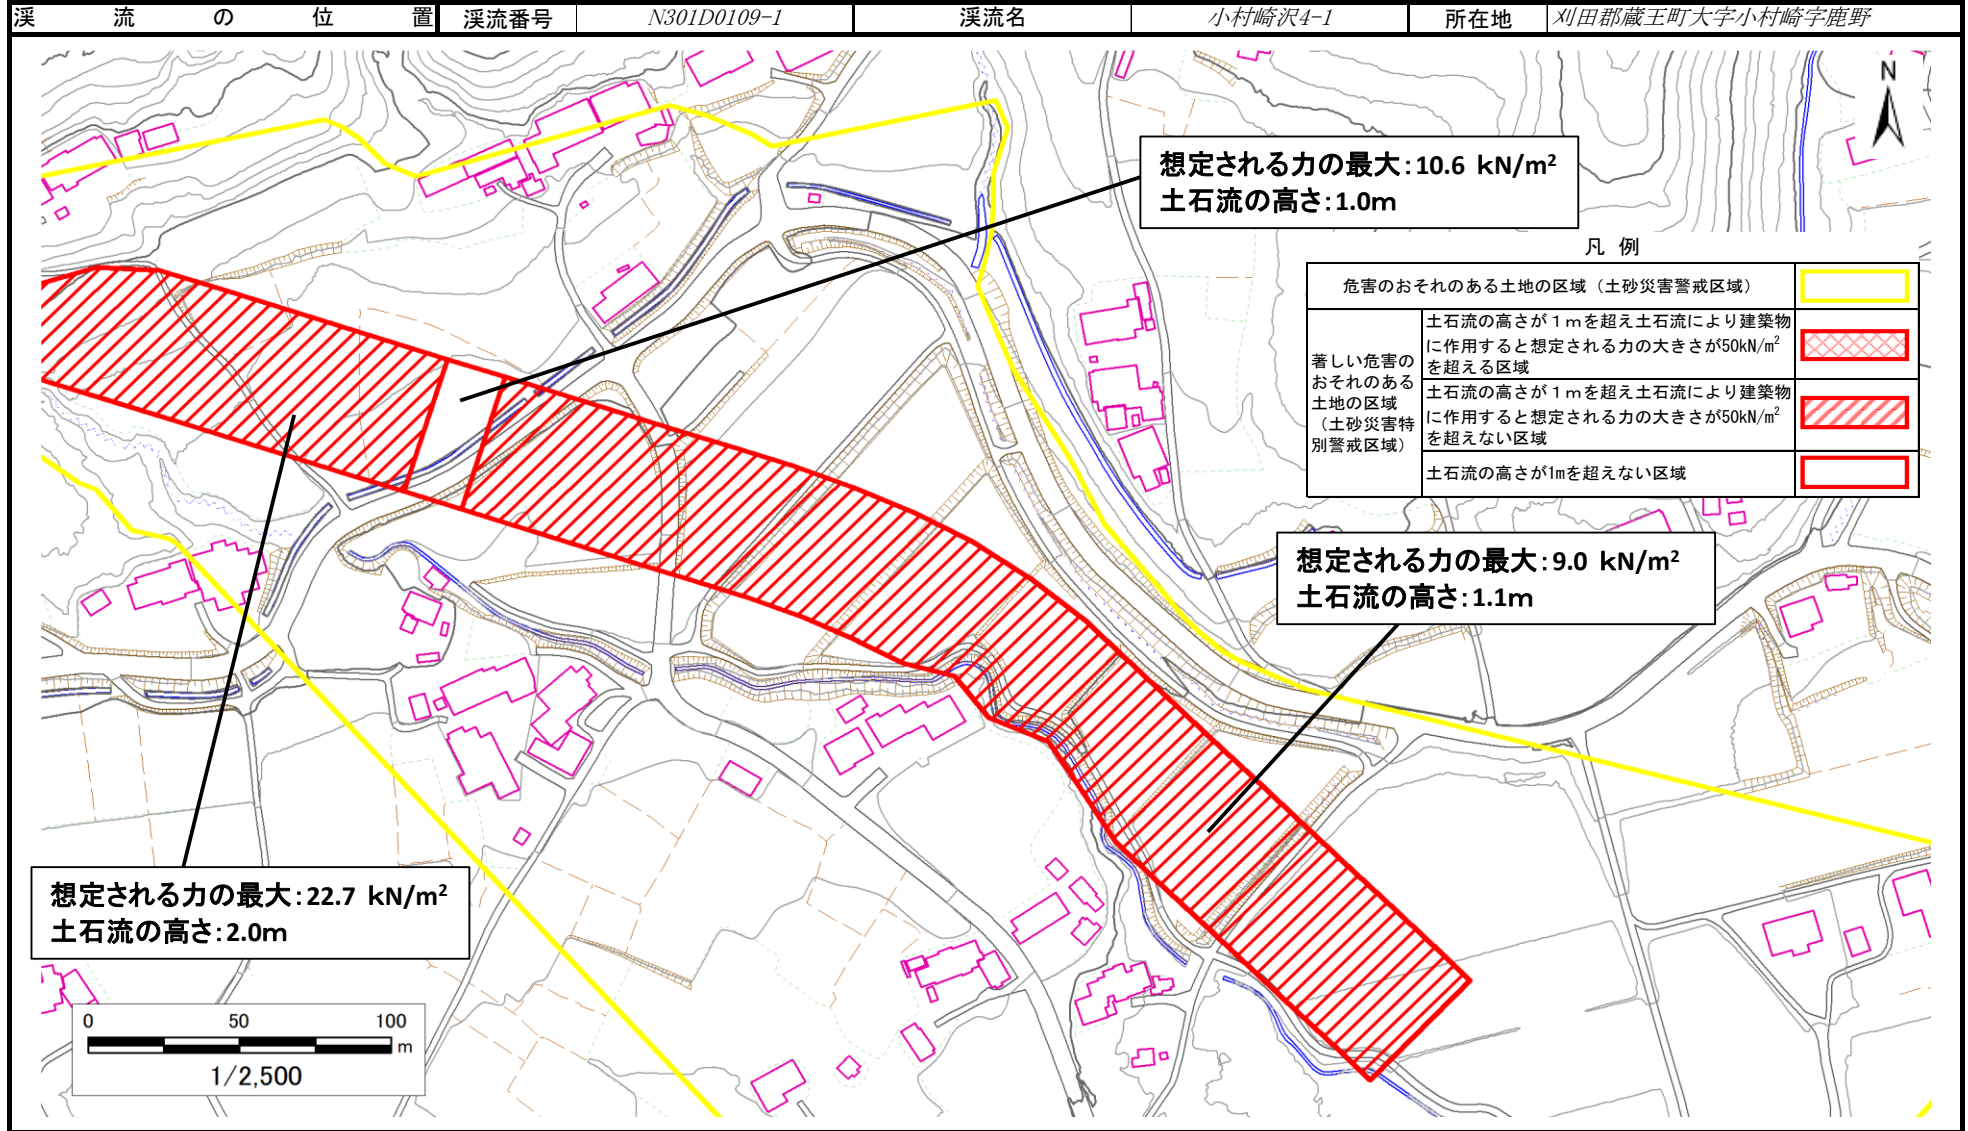 渓流の位置 渓流番号 N301D0109-1 渓流名 小村崎沢4-1 所在地 刈田郡蔵王町大字小村崎字鹿野
N
想定される力の最大:10.6 kN/m²
土石流の高さ:1.0m
凡 例
危害のおそれのある土地の区域（土砂災害警戒区域）
著しい危害の
おそれのある
土地の区域
（土砂災害特
別警戒区域）
土石流の高さが１ｍを超え土石流により建築物
に作用すると想定される力の大きさが50kN/m²
を超える区域
土石流の高さが１ｍを超え土石流により建築物
に作用すると想定される力の大きさが50kN/m²
を超えない区域
土石流の高さが1mを超えない区域
想定される力の最大:9.0 kN/m²
土石流の高さ:1.1m
想定される力の最大:22.7 kN/m²
土石流の高さ:2.0m
0 50 100
m
1/2,500